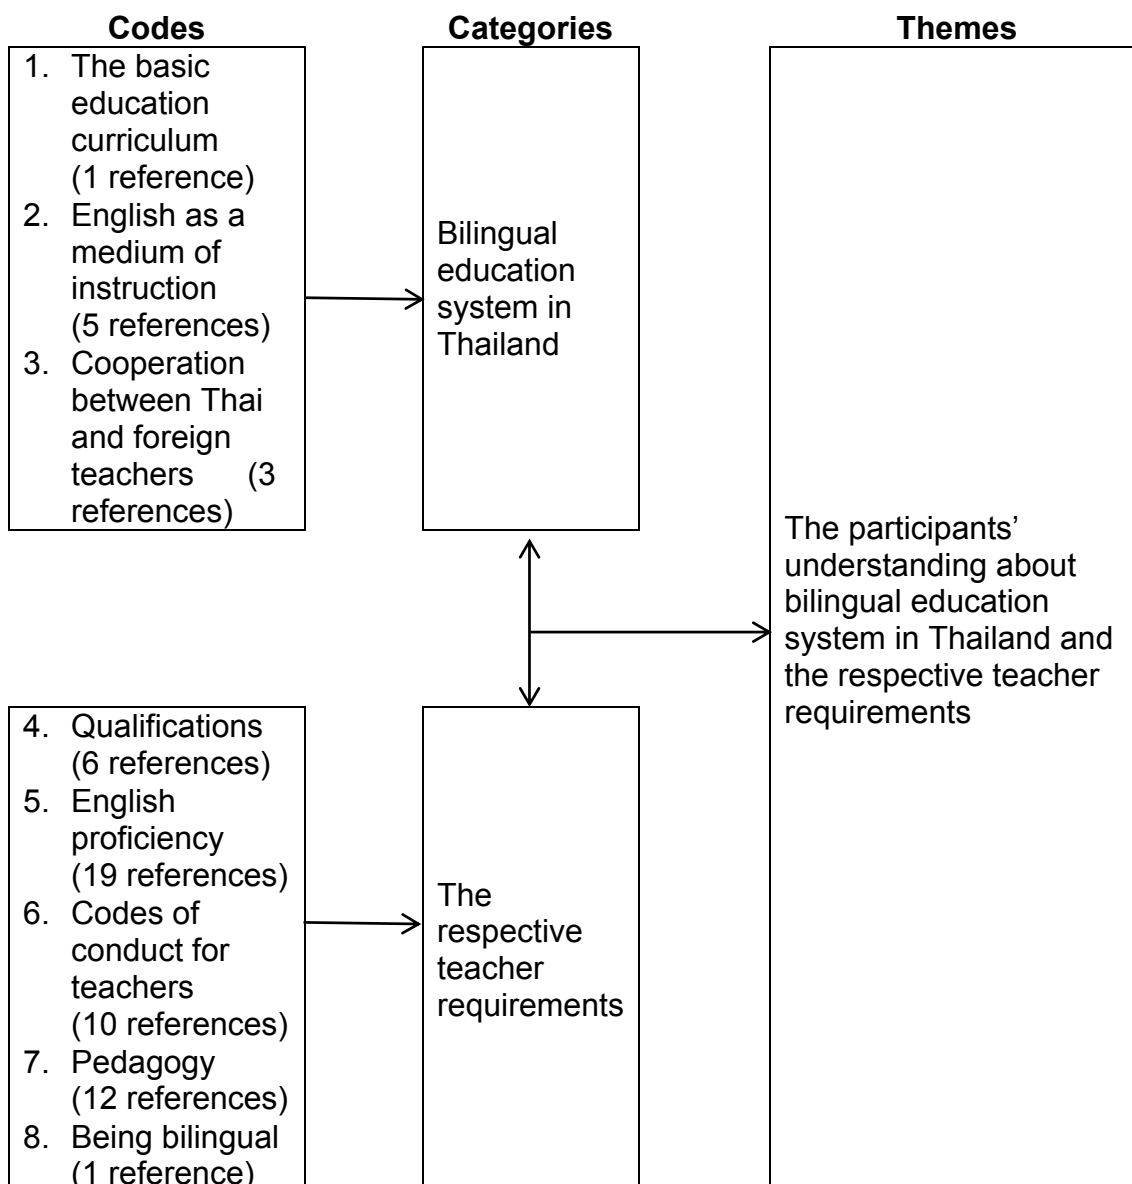 Codes
Categories
Themes
1. The basic
education
curriculum
(1 reference)
2. English as a
medium of
instruction
(5 references)
3. Cooperation
between Thai
and foreign
teachers (3
references)
Bilingual
education
system in
Thailand
The participants’
understanding about
bilingual education
system in Thailand and
the respective teacher
requirements
4. Qualifications
(6 references)
5. English
proficiency
(19 references)
6. Codes of
conduct for
teachers
(10 references)
7. Pedagogy
(12 references)
8. Being bilingual
(1 reference)
The
respective
teacher
requirements